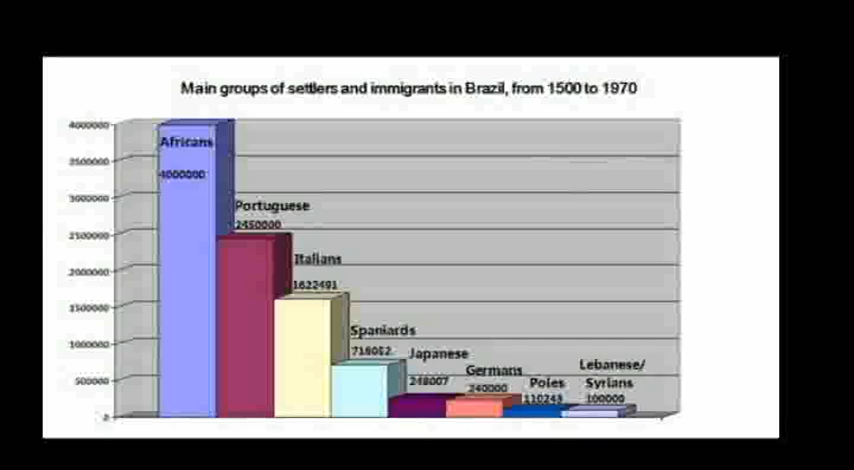 Main groups of settlers and immigrants in Brazil, from 1500 to 1970
4000000
3500000
3000000
2500000
2000000
1500000
1000000
500000
0
Africans
4000000
Portuguese
2450000
Italians
1622491
Spaniards
716052
Japanese
248007
Germans
240000
Poles
110243
Lebanese/
Syrians
100000